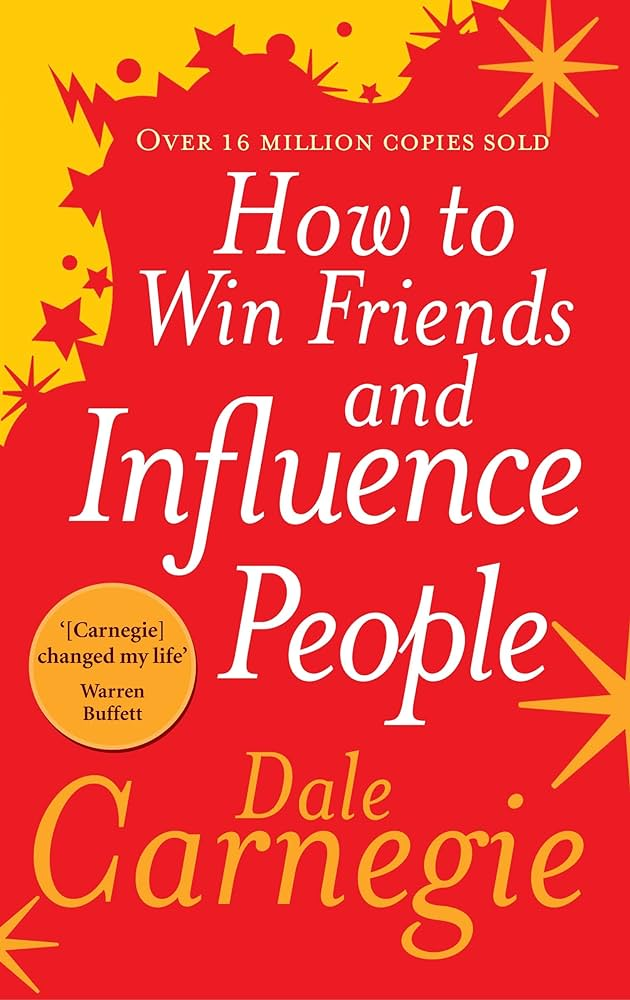 OVER 16 MILLION COPIES SOLD
How to
Win Friends
and
Influence
People
‘[Carnegie]
changed my life’
Warren
Buffett
Dale
Carnegie